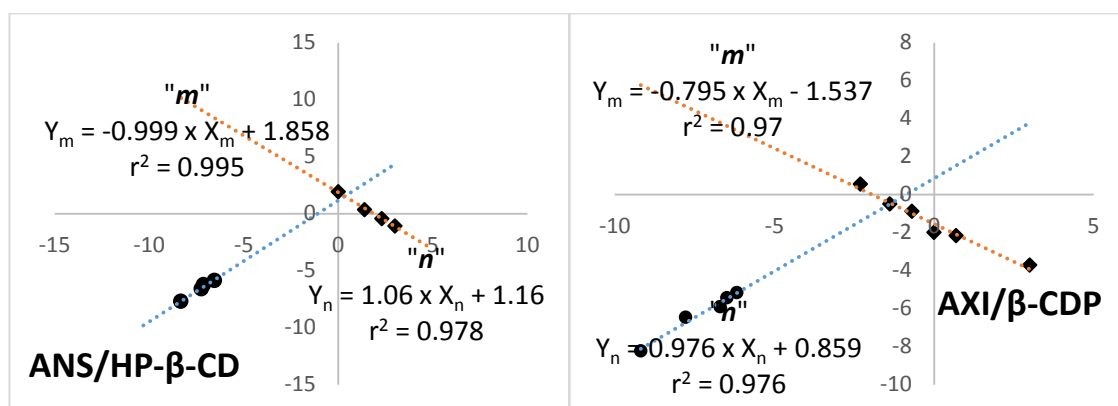 15
10
5
0
-5
-10
-15
-15
-10
-5
0
5
10
"m"
Yₘ = -0.999 x Xₘ + 1.858
r² = 0.995
"n"
Yₙ = 1.06 x Xₙ + 1.16
r² = 0.978
ANS/HP-β-CD
8
6
4
2
0
-2
-4
-6
-8
-10
-10
-5
0
5
"m"
Yₘ = -0.795 x Xₘ - 1.537
r² = 0.97
AXI/β-CDP
"n"
Yₙ = 0.976 x Xₙ + 0.859
r² = 0.976